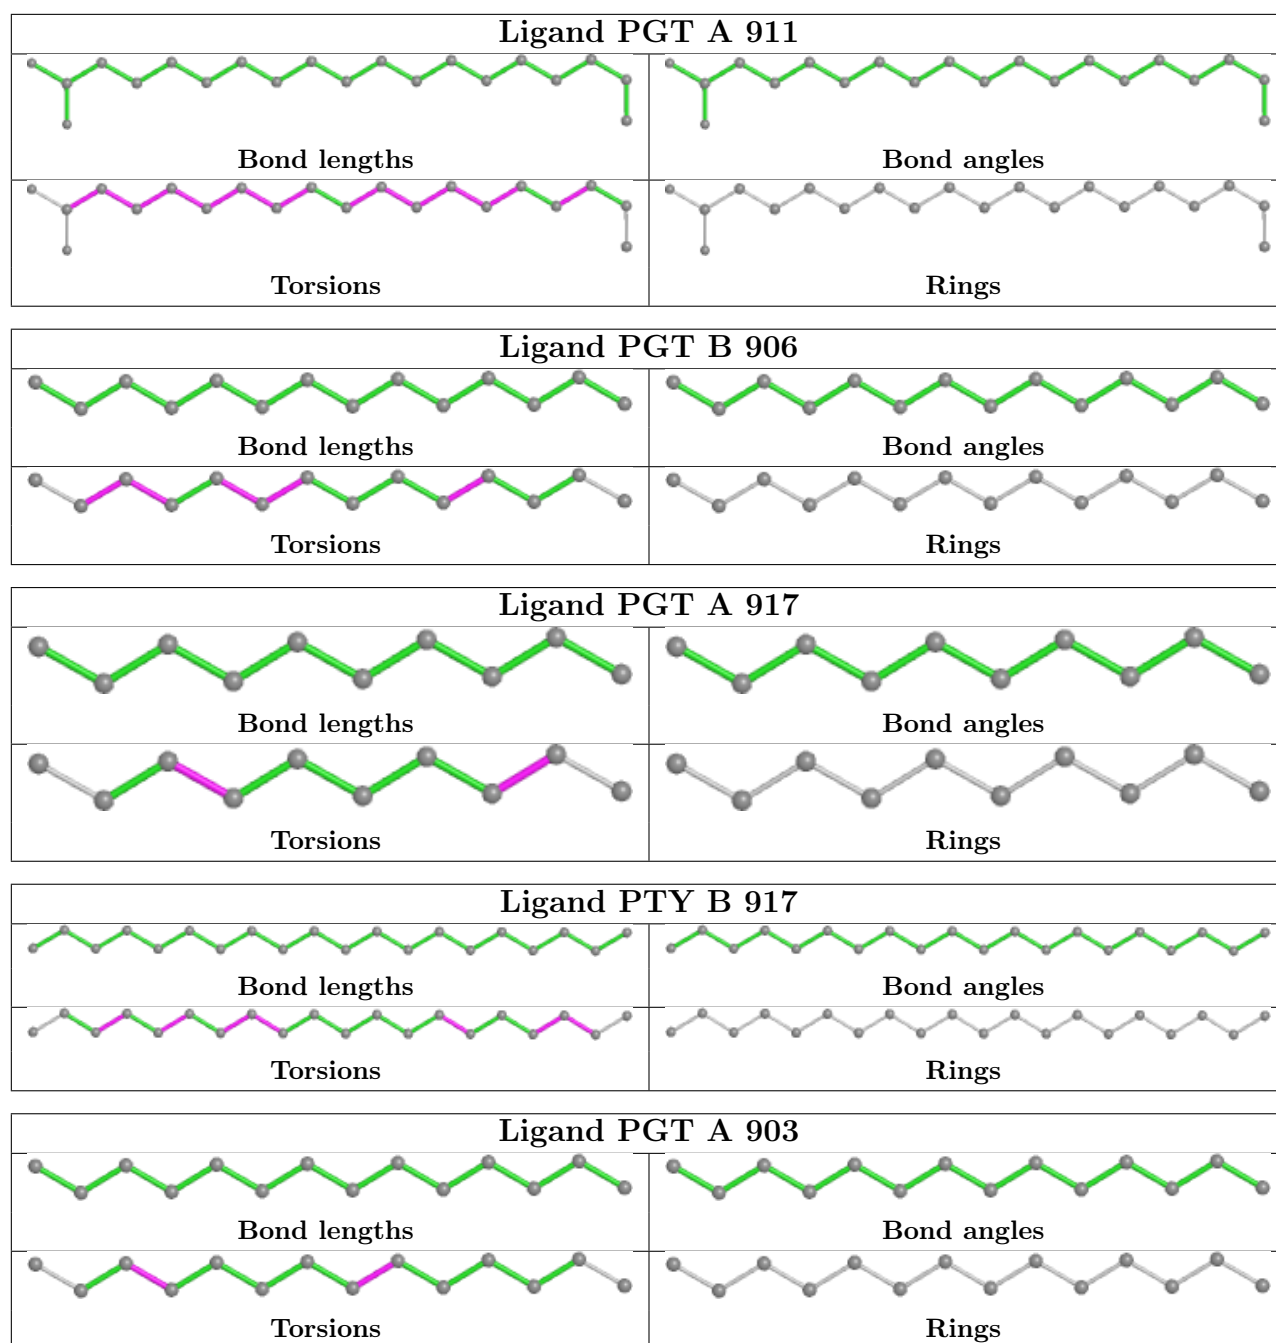 Ligand PGT A 911
Bond lengths
Bond angles
Torsions
Rings
Ligand PGT B 906
Bond lengths
Bond angles
Torsions
Rings
Ligand PGT A 917
Bond lengths
Bond angles
Torsions
Rings
Ligand PTY B 917
Bond lengths
Bond angles
Torsions
Rings
Ligand PGT A 903
Bond lengths
Bond angles
Torsions
Rings